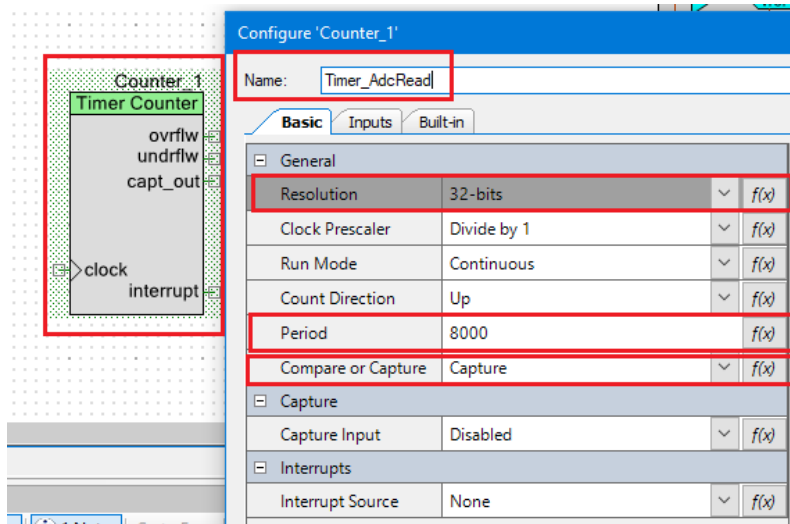 Configure 'Counter_1'
Name: Timer_AdcRead
Basic Inputs Built-in
General
Resolution 32-bits f(x)
Clock Prescaler Divide by 1 f(x)
Run Mode Continuous f(x)
Count Direction Up f(x)
Period 8000 f(x)
Compare or Capture Capture f(x)
Capture
Capture Input Disabled f(x)
Interrupts
Interrupt Source None f(x)
Counter_1
Timer Counter
ovrflw
undrflw
capt_out
clock
interrupt